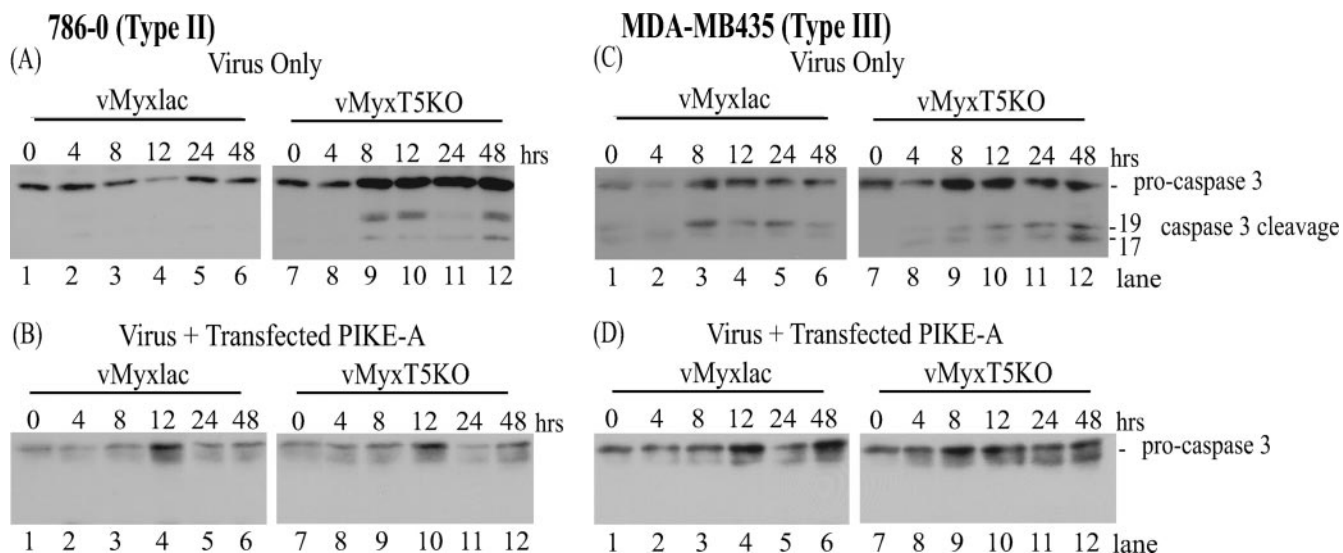 786-0 (Type II)
(A)
Virus Only
vMyxlac vMyxT5KO
0 4 8 12 24 48 0 4 8 12 24 48 hrs
1 2 3 4 5 6 7 8 9 10 11 12
MDA-MB435 (Type III)
(C)
Virus Only
vMyxlac vMyxT5KO
0 4 8 12 24 48 0 4 8 12 24 48
hrs
- pro-caspase 3
- 19 caspase 3 cleavage
- 17
1 2 3 4 5 6 7 8 9 10 11 12 lane
(B) Virus + Transfected PIKE-A
vMyxlac vMyxT5KO
0 4 8 12 24 48 0 4 8 12 24 48 hrs
1 2 3 4 5 6 7 8 9 10 11 12
(D) Virus + Transfected PIKE-A
vMyxlac vMyxT5KO
0 4 8 12 24 48 0 4 8 12 24 48 hrs
- pro-caspase 3
1 2 3 4 5 6 7 8 9 10 11 12 lane